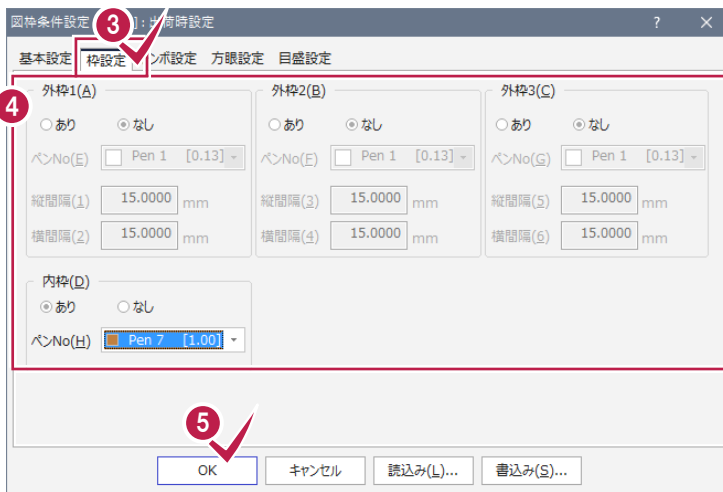 図枠条件設定 ]：出荷時設定 ? ×
3
基本設定 枠設定 ンボ設定 方眼設定 目盛設定
4
外枠1(A) 外枠2(B) 外枠3(C)
あり なし あり なし あり なし
ペンNo(E) Pen 1 [0.13] ペンNo(F) Pen 1 [0.13] ペンNo(G) Pen 1 [0.13]
縦間隔(1) 15.0000 mm 縦間隔(3) 15.0000 mm 縦間隔(5) 15.0000 mm
横間隔(2) 15.0000 mm 横間隔(4) 15.0000 mm 横間隔(6) 15.0000 mm
内枠(D)
あり なし
ペンNo(H) Pen 7 [1.00]
5
OK キャンセル 読込み(L)... 書込み(S)...